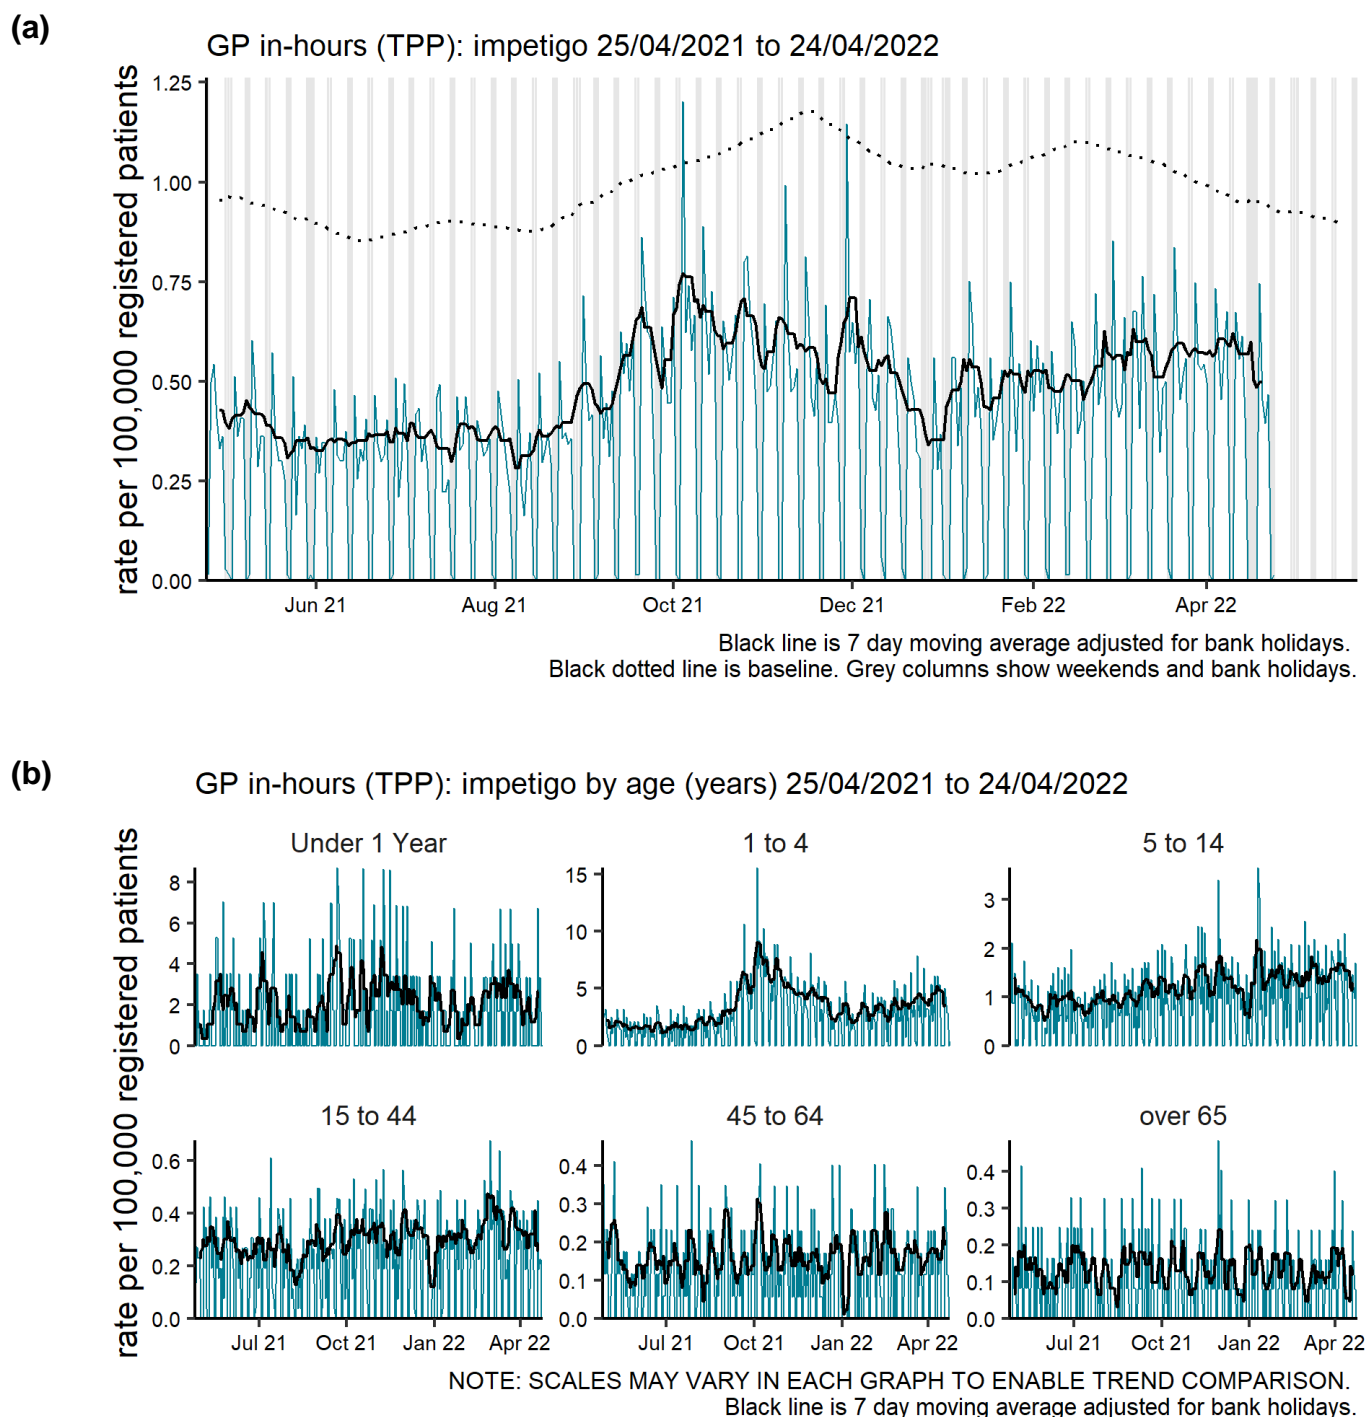 (a)
GP in-hours (TPP): impetigo 25/04/2021 to 24/04/2022
rate per 100,000 registered patients
1.25
1.00
0.75
0.50
0.25
0.00
Jun 21 Aug 21 Oct 21 Dec 21 Feb 22 Apr 22
Black line is 7 day moving average adjusted for bank holidays.
Black dotted line is baseline. Grey columns show weekends and bank holidays.
(b)
GP in-hours (TPP): impetigo by age (years) 25/04/2021 to 24/04/2022
rate per 100,000 registered patients
Under 1 Year
8
6
4
2
0
1 to 4
15
10
5
0
5 to 14
3
2
1
0
15 to 44
0.6
0.4
0.2
0.0
Jul 21 Oct 21 Jan 22 Apr 22
45 to 64
0.4
0.3
0.2
0.1
0.0
Jul 21 Oct 21 Jan 22 Apr 22
over 65
0.4
0.3
0.2
0.1
0.0
Jul 21 Oct 21 Jan 22 Apr 22
NOTE: SCALES MAY VARY IN EACH GRAPH TO ENABLE TREND COMPARISON.
Black line is 7 day moving average adjusted for bank holidays.